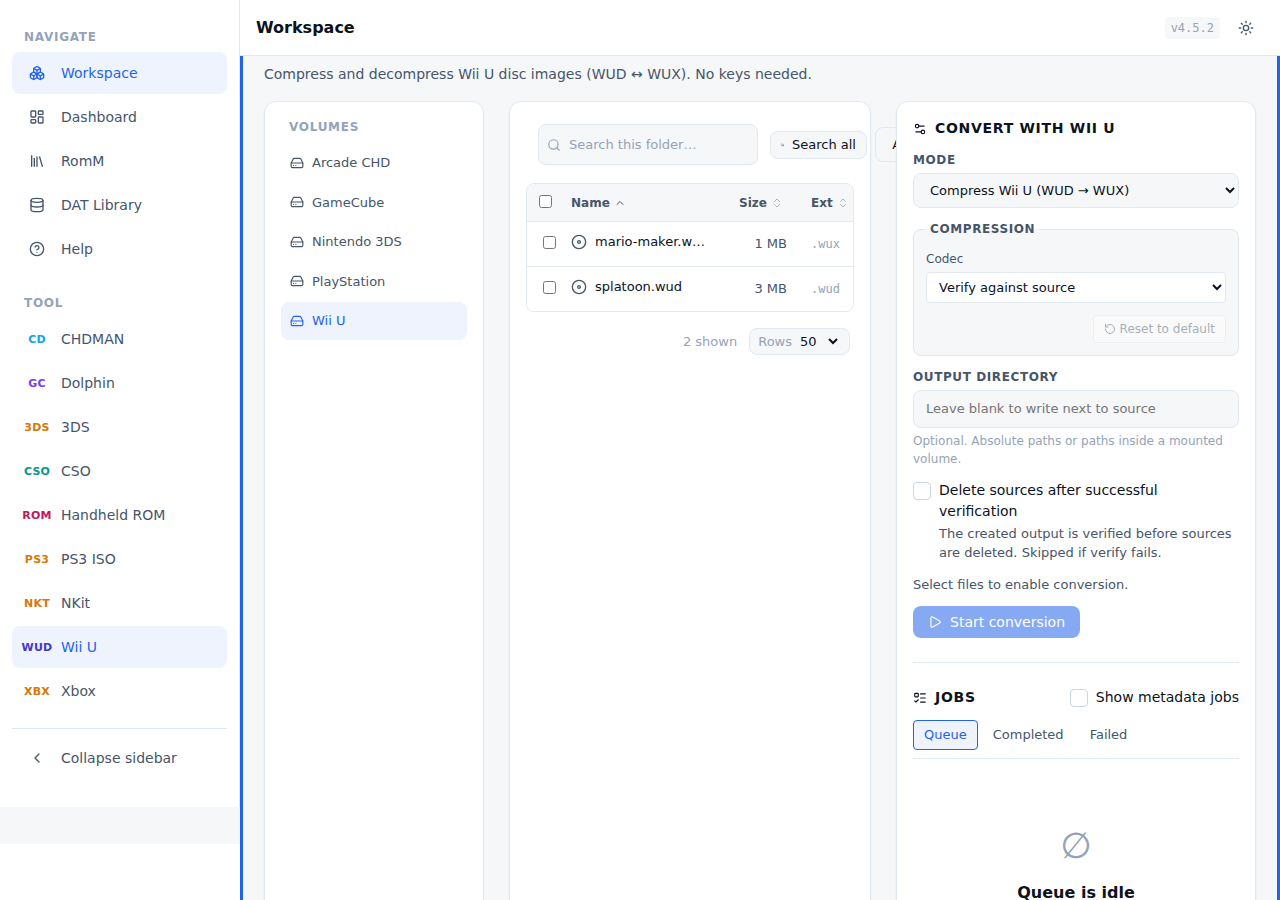 NAVIGATE
Workspace
Dashboard
RomM
DAT Library
Help
TOOL
CD CHDMAN
GC Dolphin
3DS 3DS
CSO CSO
ROM Handheld ROM
PS3 PS3 ISO
NKT NKit
WUD Wii U
XBX Xbox
Collapse sidebar
Workspace
v4.5.2
Compress and decompress Wii U disc images (WUD ↔ WUX). No keys needed.
VOLUMES
Arcade CHD
GameCube
Nintendo 3DS
PlayStation
Wii U
Search this folder…
Search all
Name Size Ext
mario-maker.w… 1 MB .wux
splatoon.wud 3 MB .wud
2 shown Rows 50
CONVERT WITH WII U
MODE
Compress Wii U (WUD → WUX)
COMPRESSION
Codec
Verify against source
Reset to default
OUTPUT DIRECTORY
Leave blank to write next to source
Optional. Absolute paths or paths inside a mounted
volume.
Delete sources after successful
verification
The created output is verified before sources
are deleted. Skipped if verify fails.
Select files to enable conversion.
Start conversion
JOBS
Show metadata jobs
Queue Completed Failed
Queue is idle